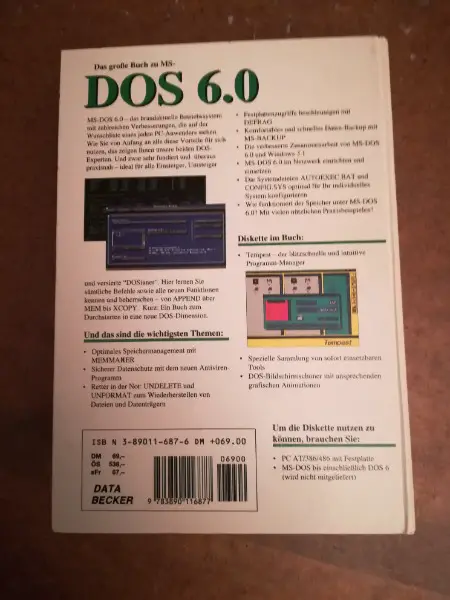 Das große Buch zu MS-
DOS 6.0
MS-DOS 6.0 – das brandaktuelle Betriebssystem
mit zahlreichen Verbesserungen, die auf der
Wunschliste eines jeden PC-Anwenders stehen.
Wie Sie von Anfang an alle diese Vorteile für sich
nutzen, das zeigen Ihnen unsere beiden DOS-
Experten. Und zwar sehr fundiert und überaus
praxisnah – ideal für alle Einsteiger, Umsteiger
und versierte "DOSianer". Hier lernen Sie
sämtliche Befehle sowie alle neuen Funktionen
kennen und beherrschen – von APPEND über
MEM bis XCOPY. Kurz: Ein Buch zum
Durchstarten in eine neue DOS-Dimension.
Und das sind die wichtigsten Themen:
• Optimales Speichermanagement mit
MEMMAKER
• Sicherer Datenschutz mit dem neuen Antiviren-
Programm
• Retter in der Not: UNDELETE und
UNFORMAT zum Wiederherstellen von
Dateien und Datenträgern
• Festplattenzugriffe beschleunigen mit
DEFRAG
• Komfortables und schnelles Daten-Backup mit
MS-BACKUP
• Die verbesserte Zusammenarbeit von MS-DOS
6.0 und Windows 3.1
• MS-DOS 6.0 im Netzwerk einrichten und
einsetzen
• Die Systemdateien AUTOEXEC.BAT und
CONFIG.SYS optimal für Ihr individuelles
System konfigurieren
• Wie funktioniert der Speicher unter MS-DOS
6.0? Mit vielen nützlichen Praxisbeispielen!
Diskette im Buch:
• Tempest – der blitzschnelle und intuitive
Programm-Manager
Tempest
• Spezielle Sammlung von sofort einsetzbaren
Tools
• DOS-Bildschirmschoner mit ansprechenden
grafischen Animationen
Um die Diskette nutzen zu
können, brauchen Sie:
• PC AT/386/486 mit Festplatte
• MS-DOS bis einschließlich DOS 6
(wird nicht mitgeliefert)
ISBN 3-89011-687-6 DM +069.00
DM 69,-
ÖS 538,-
sFr 67,-
06900
DATA
BECKER
9 783890 116877